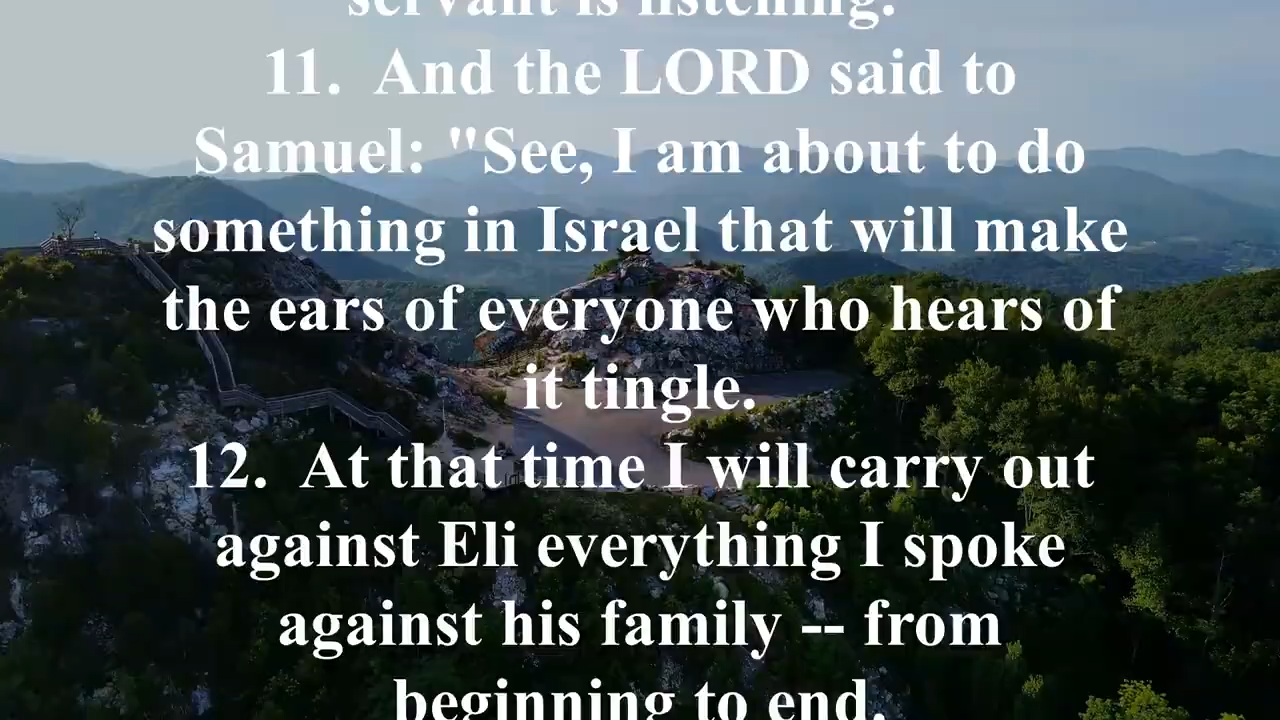 servant is listening."
11.  And the LORD said to
Samuel: "See, I am about to do
something in Israel that will make
the ears of everyone who hears of
it tingle.
12.  At that time I will carry out
against Eli everything I spoke
against his family -- from
beginning to end.